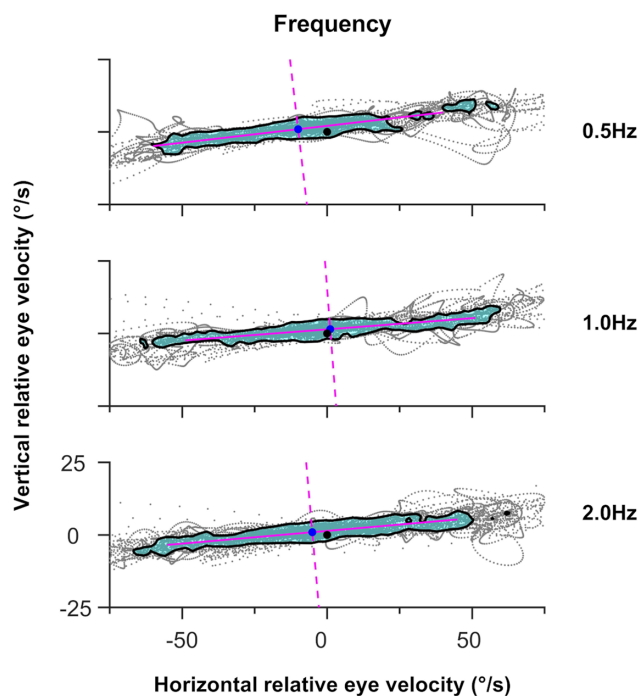 Frequency
0.5Hz
1.0Hz
2.0Hz
Vertical relative eye velocity (°/s)
25
0
-25
-50
0
50
Horizontal relative eye velocity (°/s)